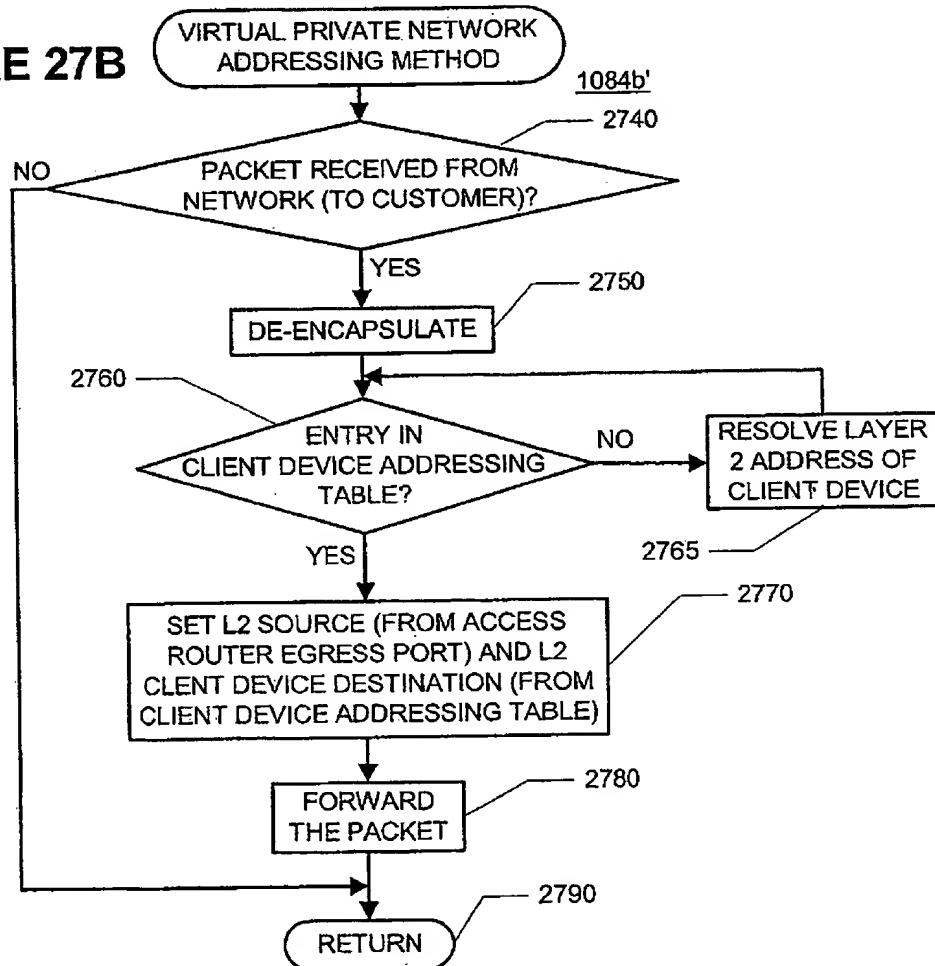 VIRTUAL PRIVATE NETWORK
ADDRESSING METHOD
E 27B
1084b'
2740
NO
PACKET RECEIVED FROM
NETWORK (TO CUSTOMER)?
YES
2750
DE-ENCAPSULATE
2760
ENTRY IN
CLIENT DEVICE ADDRESSING
TABLE?
NO
RESOLVE LAYER
2 ADDRESS OF
CLIENT DEVICE
2765
YES
2770
SET L2 SOURCE (FROM ACCESS
ROUTER EGRESS PORT) AND L2
CLENT DEVICE DESTINATION (FROM
CLIENT DEVICE ADDRESSING TABLE)
2780
FORWARD
THE PACKET
2790
RETURN